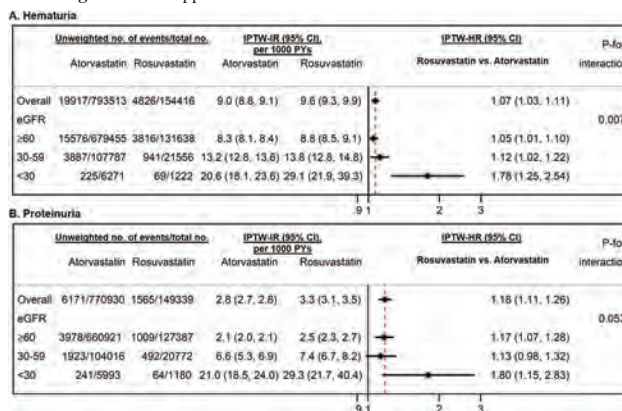 A. Hematuria
Unweighted no. of events/total no. IPTW-IR (95% CI), per 1000 PYs IPTW-HR (95% CI) P-fo
Atorvastatin Rosuvastatin Atorvastatin Rosuvastatin Rosuvastatin vs. Atorvastatin interaction
Overall 19917/793513 4826/154416 9.0 (8.8, 9.1) 9.6 (9.3, 9.9) 1.07 (1.03, 1.11)
eGFR 0.007
≥60 15576/679455 3816/131638 8.3 (8.1, 8.4) 8.8 (8.5, 9.1) 1.05 (1.01, 1.10)
30-59 3887/107787 941/21556 13.2 (12.8, 13.6) 13.8 (12.8, 14.8) 1.12 (1.02, 1.22)
<30 225/6271 69/1222 20.6 (18.1, 23.6) 29.1 (21.9, 39.3) 1.78 (1.25, 2.54)
.9 1 2 3
B. Proteinuria
Unweighted no. of events/total no. IPTW-IR (95% CI), per 1000 PYs IPTW-HR (95% CI) P-fo
Atorvastatin Rosuvastatin Atorvastatin Rosuvastatin Rosuvastatin vs. Atorvastatin interaction
Overall 6171/770930 1565/149339 2.8 (2.7, 2.8) 3.3 (3.1, 3.5) 1.18 (1.11, 1.26)
eGFR 0.053
≥60 3978/660921 1009/127387 2.1 (2.0, 2.1) 2.5 (2.3, 2.7) 1.17 (1.07, 1.28)
30-59 1923/104016 492/20772 6.6 (5.3, 6.9) 7.4 (6.7, 8.2) 1.13 (0.98, 1.32)
<30 241/5993 64/1180 21.0 (18.5, 24.0) 29.3 (21.7, 40.4) 1.80 (1.15, 2.83)
.9 1 2 3